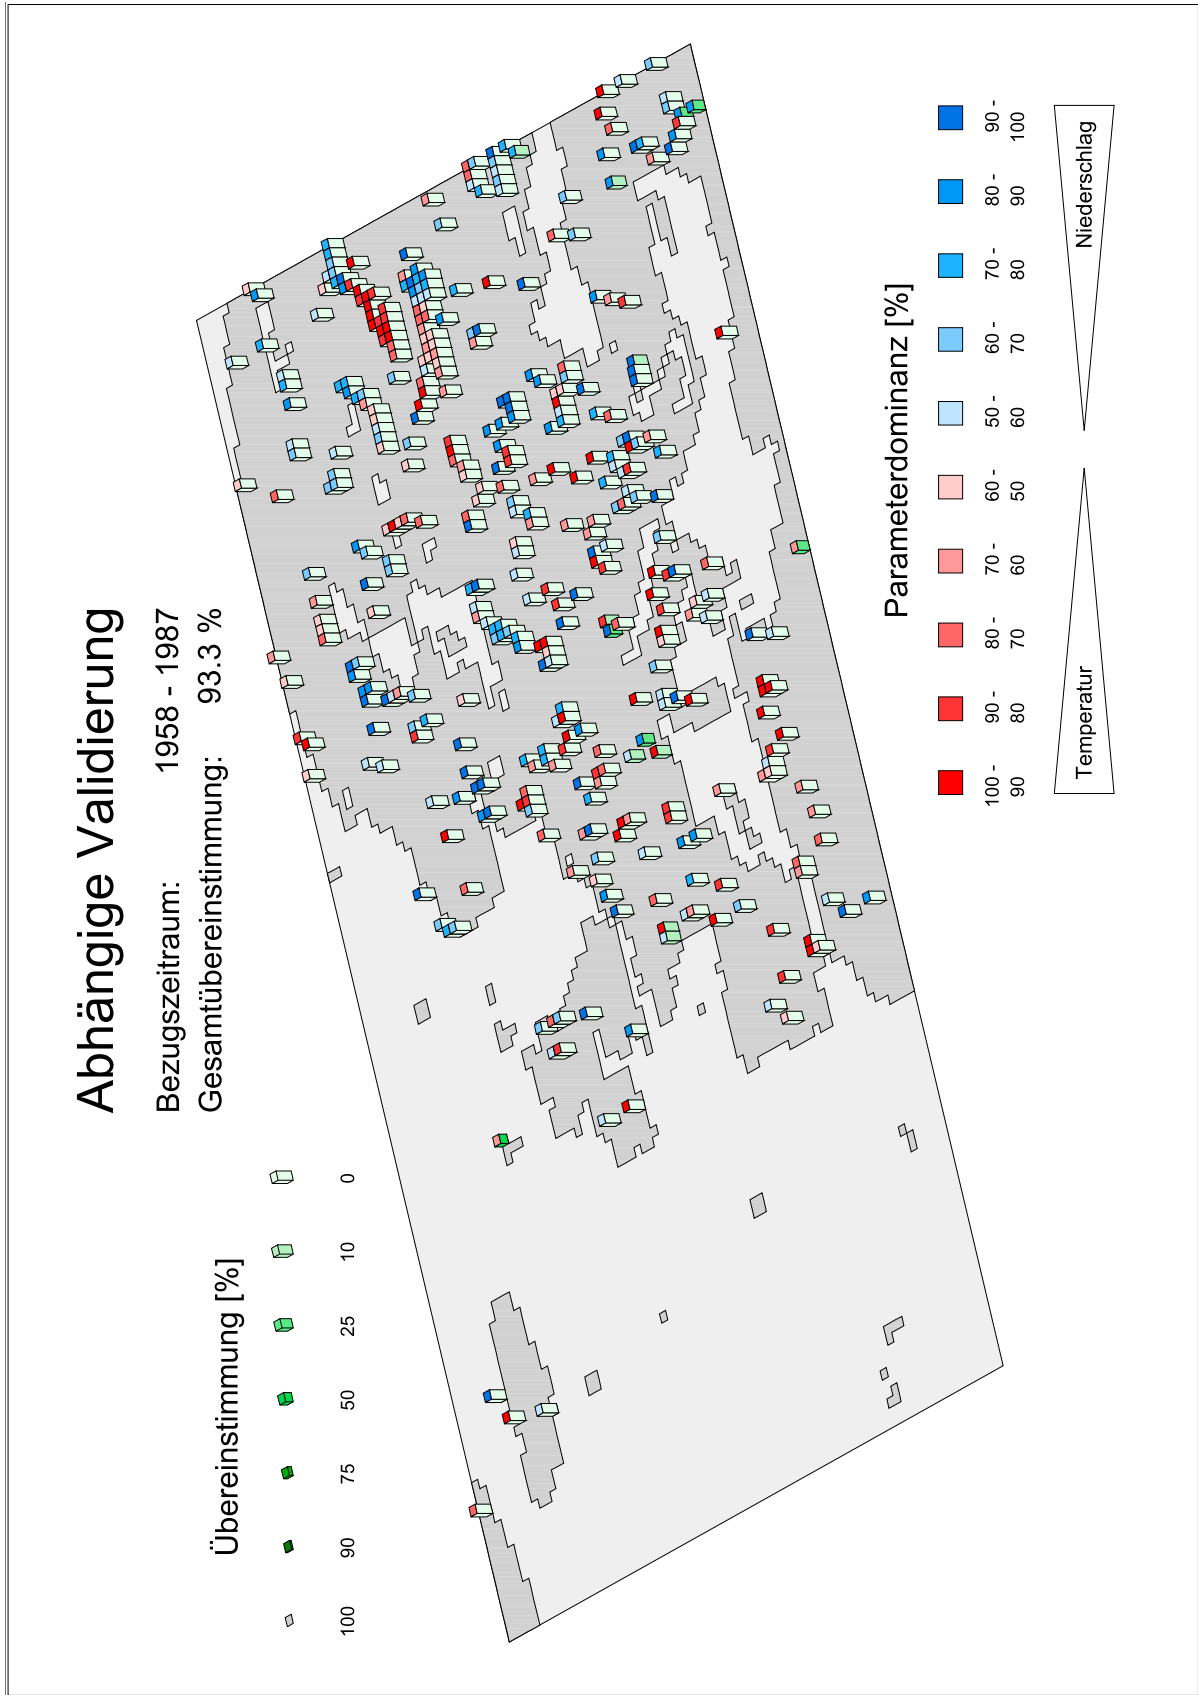 Abhängige Validierung
Bezugszeitraum: 1958 - 1987
Gesamtübereinstimmung: 93.3 %
Übereinstimmung [%]
100 90 75 50 25 10 0
Parameterdominanz [%]
100 - 90 - 80 - 70 - 60 - 50 - 60 - 70 - 80 - 90 -
90 80 70 60 50 60 70 80 90 100
Temperatur Niederschlag